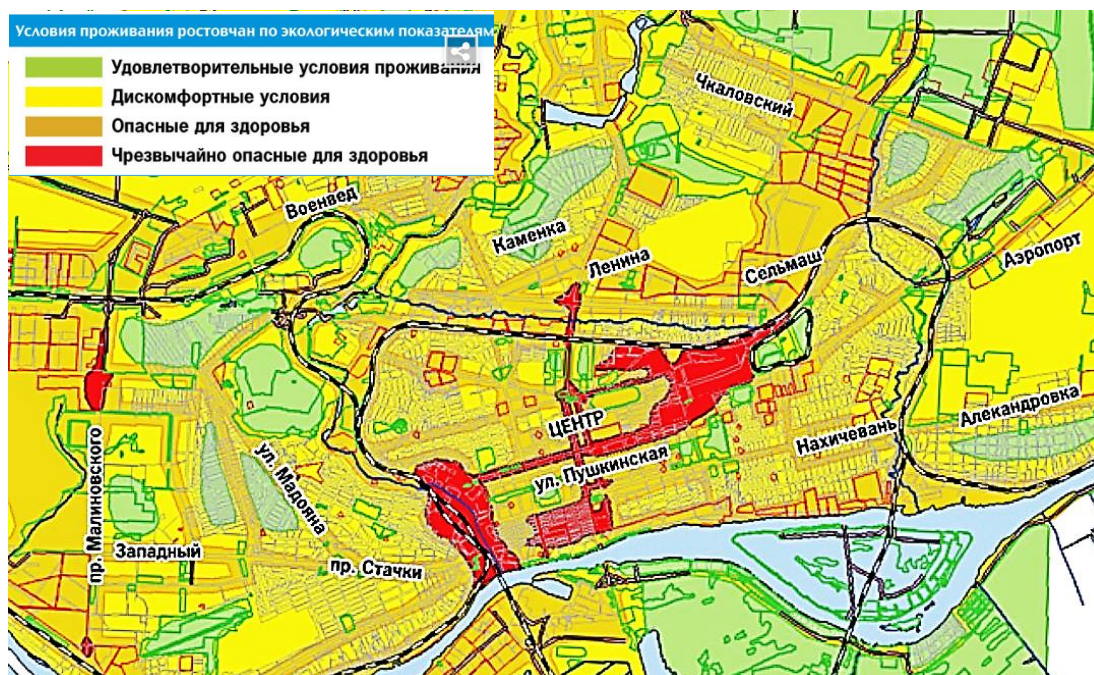 Условия проживания ростовчан по экологическим показателям
Удовлетворительные условия проживания
Дискомфортные условия
Опасные для здоровья
Чрезвычайно опасные для здоровья
Чкаловский
Военвед
Каменка
Ленина
Сельмаш
Аэропорт
ЦЕНТР
ул. Пушкинская
Нахичевань
Алекандровка
пр. Малиновского
ул. Мадояна
Западный
пр. Стачки